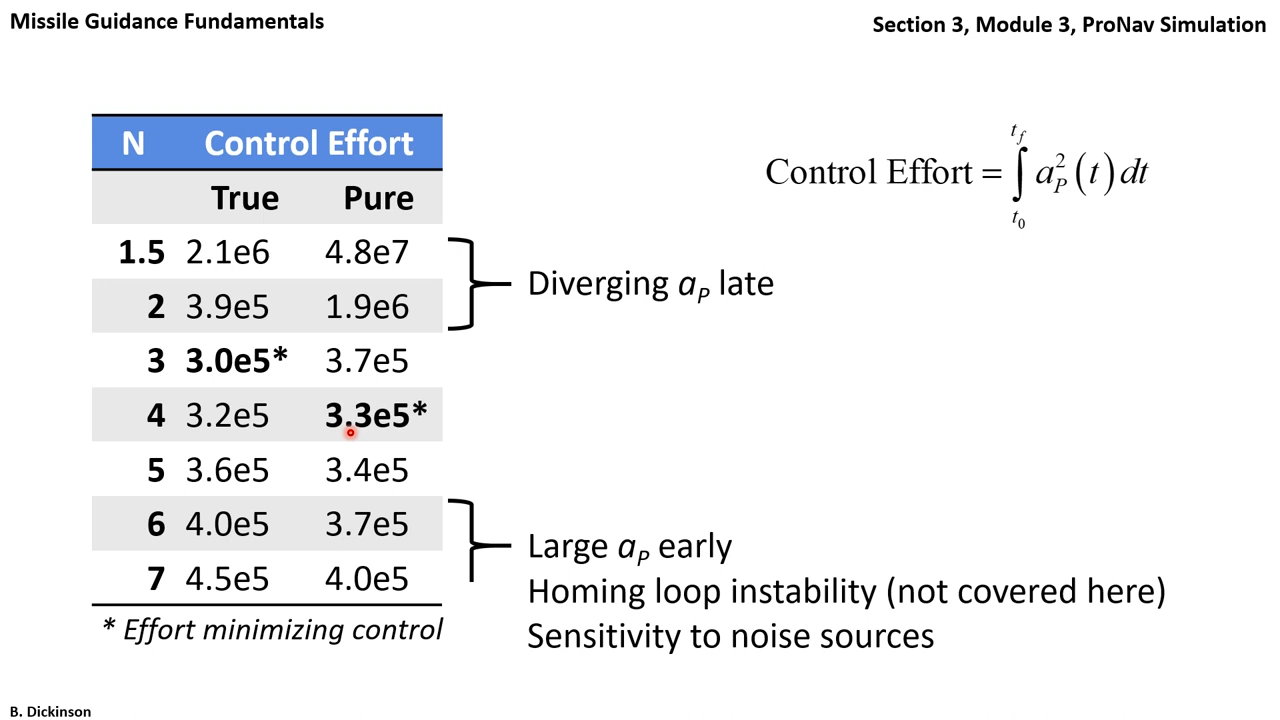 Missile Guidance Fundamentals
Section 3, Module 3, ProNav Simulation
N Control Effort
True Pure
1.5 2.1e6 4.8e7
2 3.9e5 1.9e6
3 3.0e5* 3.7e5
4 3.2e5 3.3e5*
5 3.6e5 3.4e5
6 4.0e5 3.7e5
7 4.5e5 4.0e5
* Effort minimizing control
Control Effort = ∫_{t_0}^{t_f} a_P^2 (t) dt
Diverging a_P late
Large a_P early
Homing loop instability (not covered here)
Sensitivity to noise sources
B. Dickinson